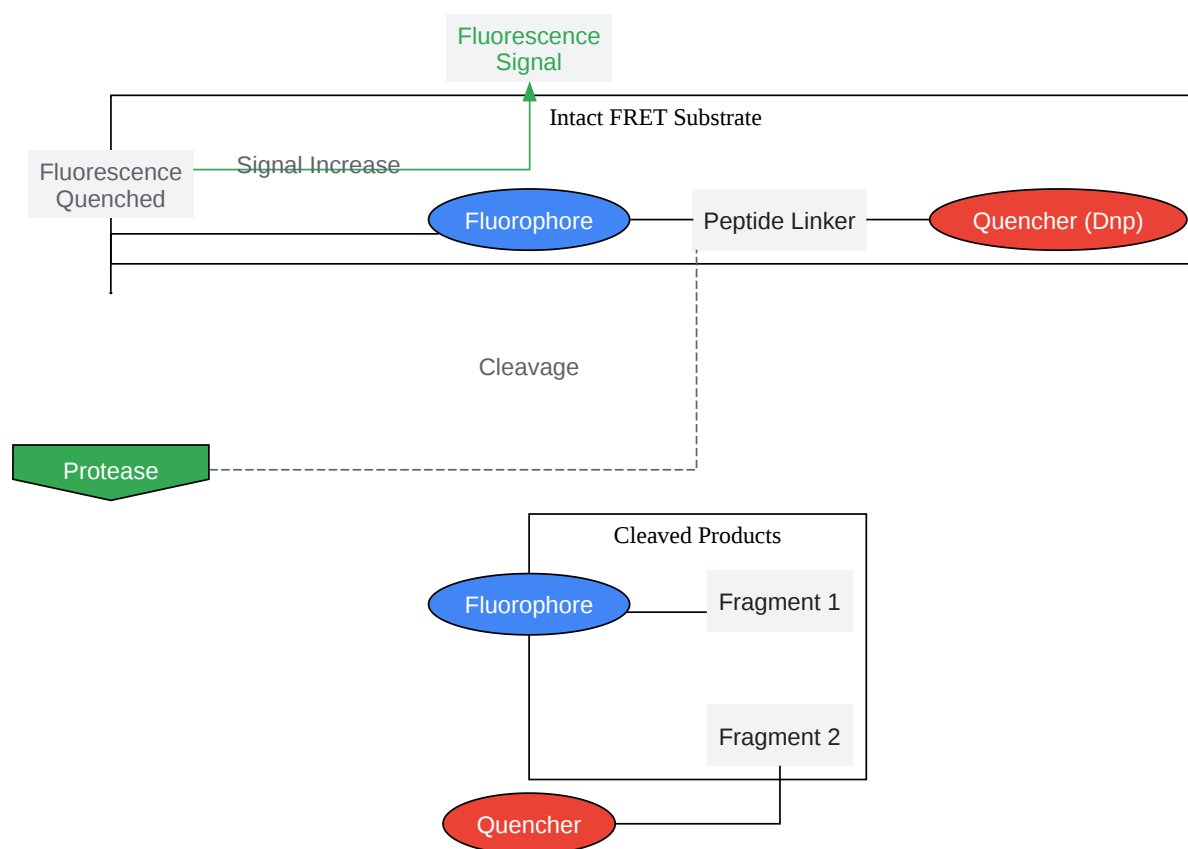 Fluorescence
Signal
Intact FRET Substrate
Signal Increase
Fluorescence
Quenched
Fluorophore
Peptide Linker
Quencher (Dnp)
Cleavage
Protease
Cleaved Products
Fluorophore
Fragment 1
Fragment 2
Quencher